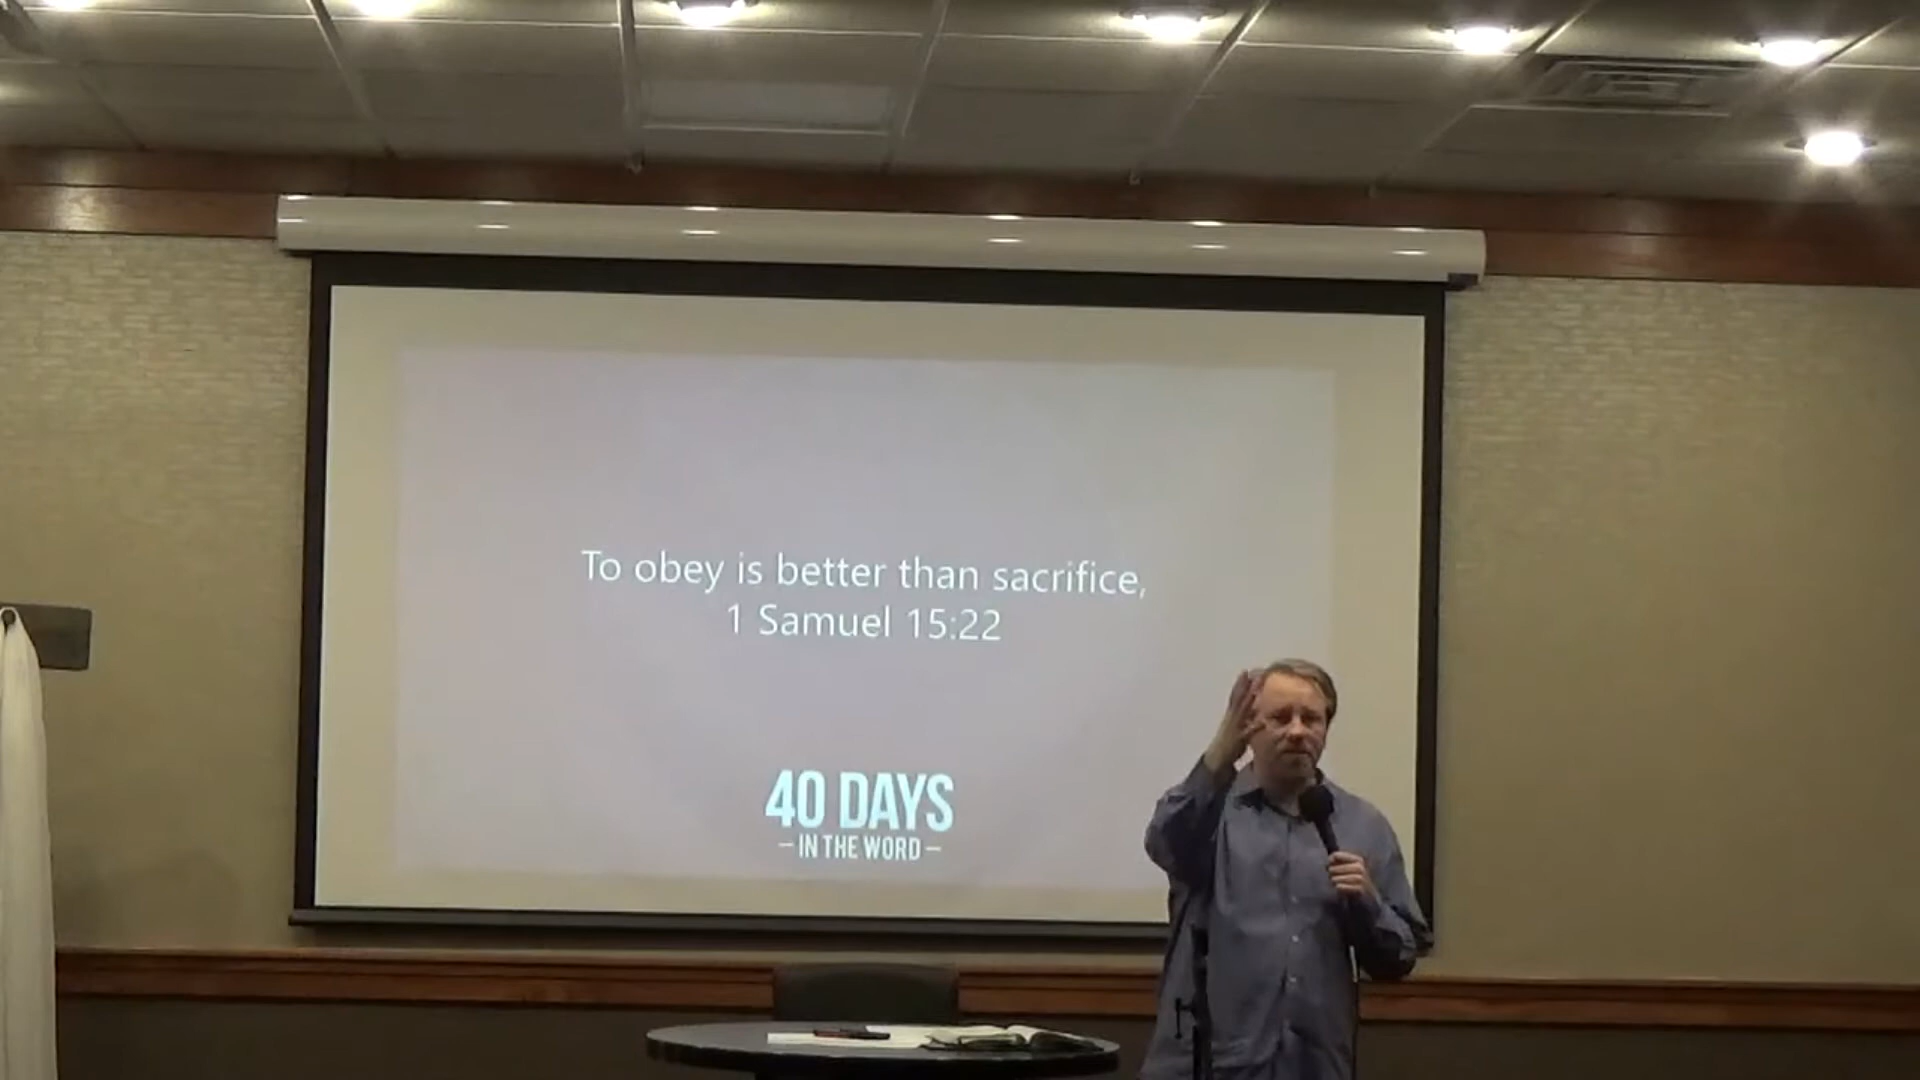 To obey is better than sacrifice,
1 Samuel 15:22
40 DAYS
– IN THE WORD –